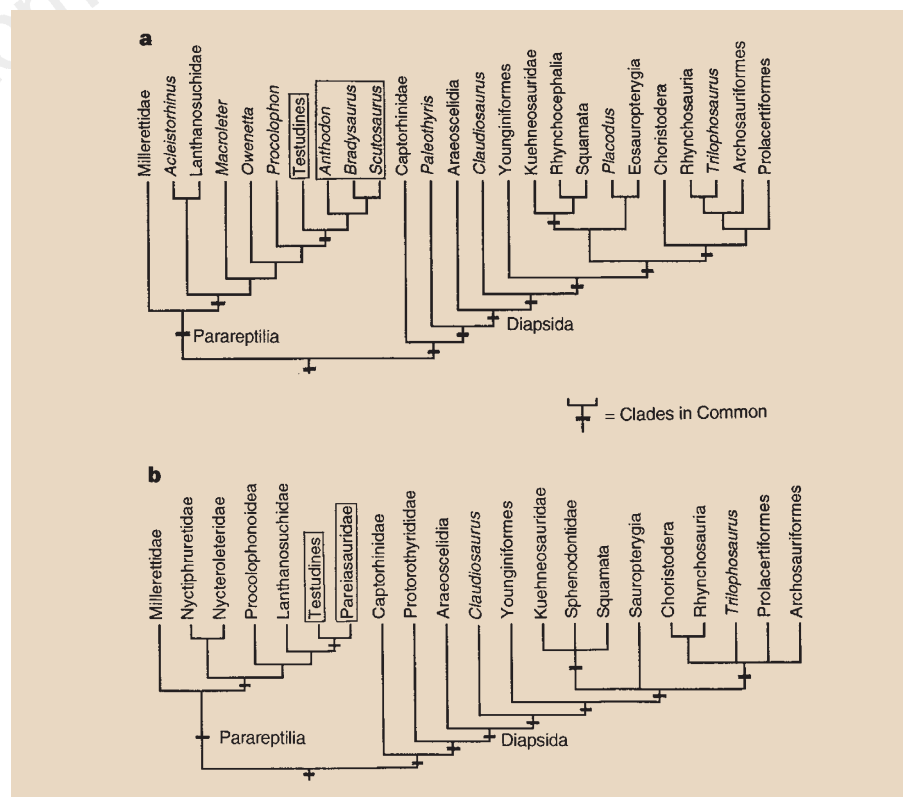 a
Millerettidae
Acleistorhinus
Lanthanosuchidae
Macroleter
Owenetta
Procolophon
Testudines
Anthodon
Bradysaurus
Scutosaurus
Captorhinidae
Paleothyris
Araeoscelidia
Claudiosaurus
Younginiformes
Kuehneosauridae
Rhynchocephalia
Squamata
Placodus
Eosauropterygia
Choristodera
Rhynchosauria
Trilophosaurus
Archosauriformes
Prolacertiformes
Parareptilia
Diapsida
= Clades in Common
b
Millerettidae
Nyctiphruretidae
Nycteroleteridae
Procolophonoidea
Lanthanosuchidae
Testudines
Pareiasauridae
Captorhinidae
Protorothyrididae
Araeoscelidia
Claudiosaurus
Younginiformes
Kuehneosauridae
Sphenodontidae
Squamata
Sauropterygia
Choristodera
Rhynchosauria
Trilophosaurus
Prolacertiformes
Archosauriformes
Parareptilia
Diapsida